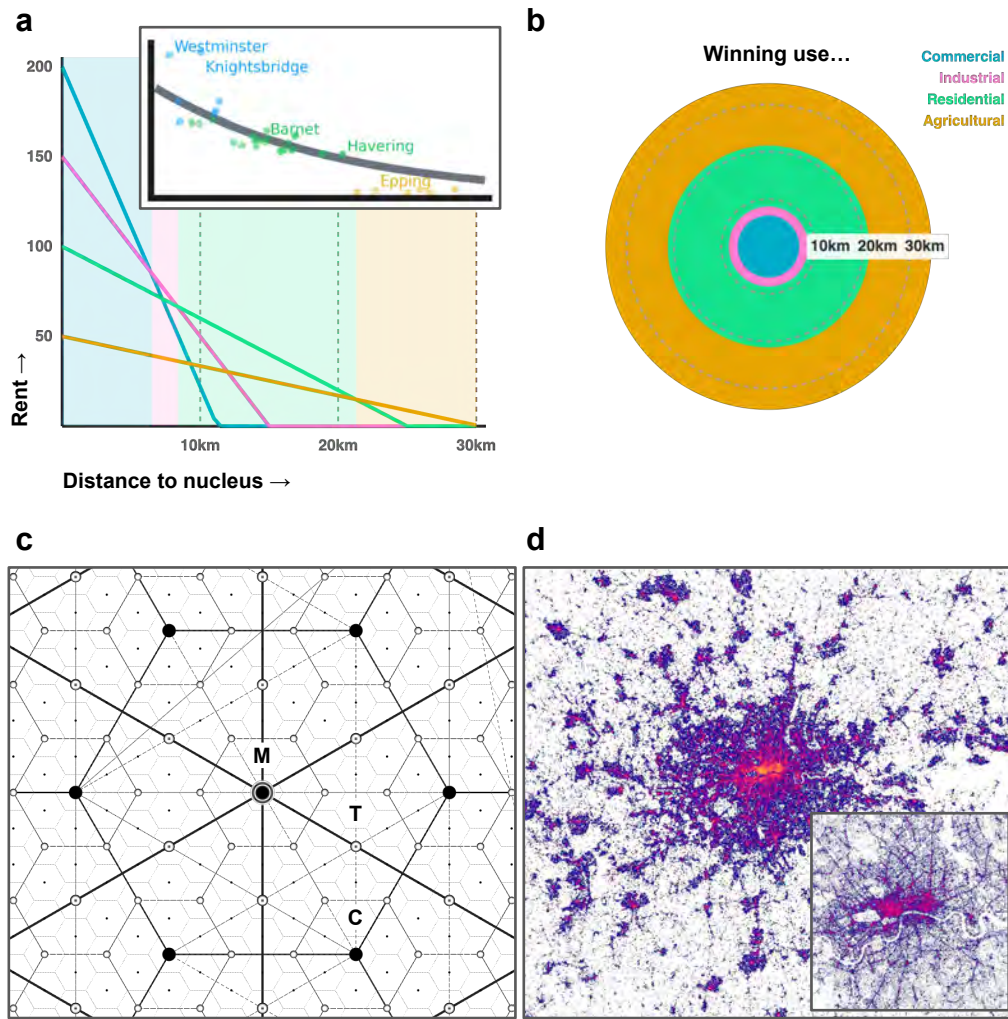 a
Westminster
Knightsbridge
Barnet
Havering
Epping
200
150
100
50
Rent →
10km
20km
30km
Distance to nucleus →
b
Winning use…
Commercial
Industrial
Residential
Agricultural
10km 20km 30km
c
M
T
C
d